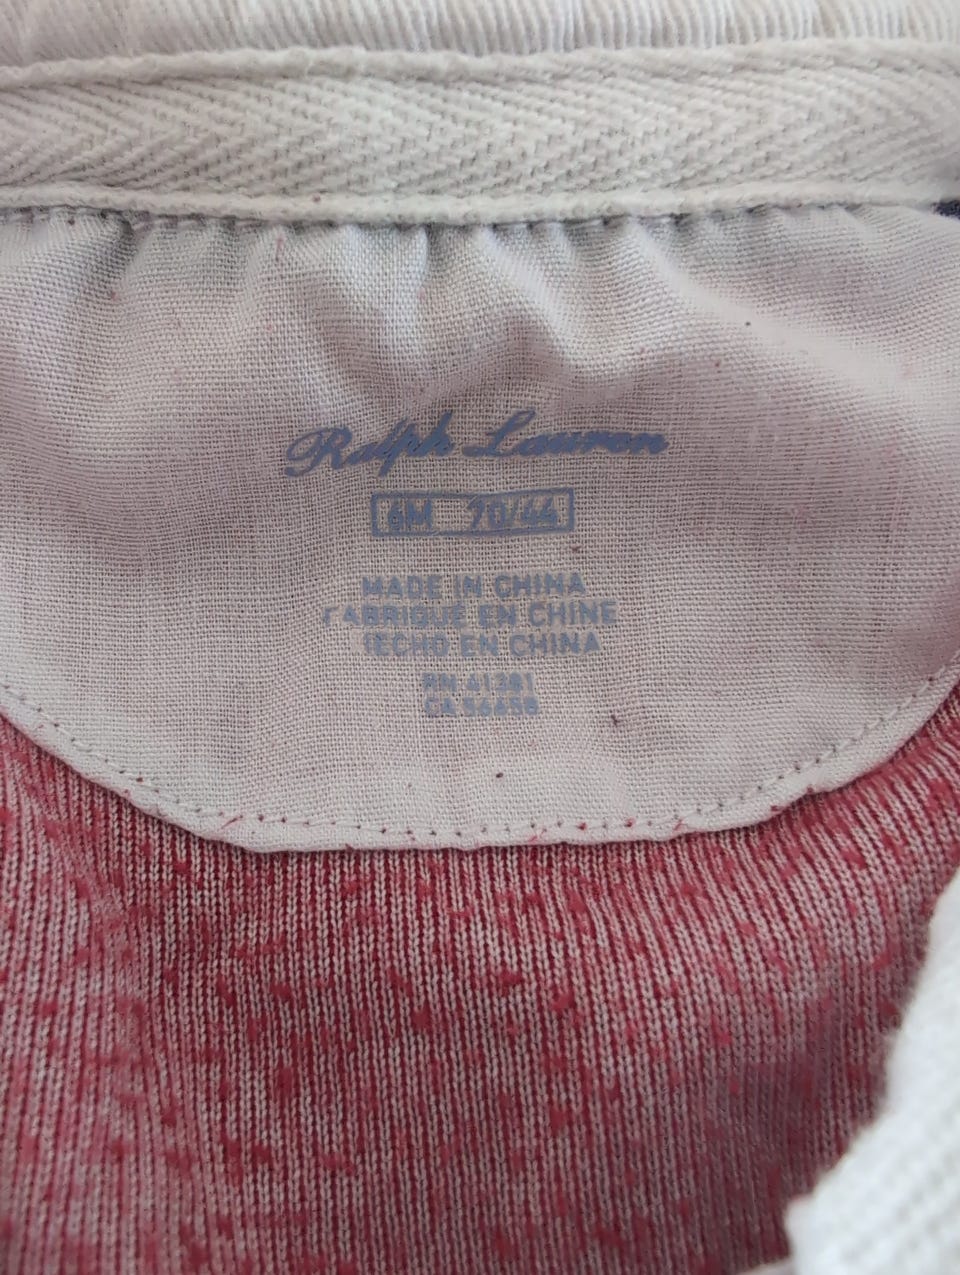 Ralph Lauren
6M 70/44
MADE IN CHINA
FABRIQUÉ EN CHINE
HECHO EN CHINA
RN 41381
CA 56658